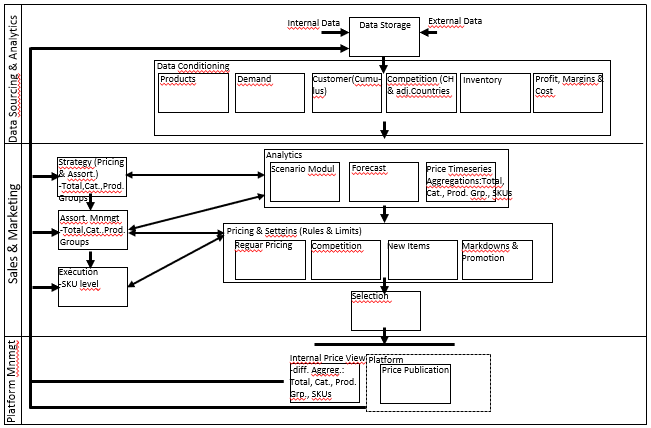 Data Sourcing & Analytics
Internal Data
Data Storage
External Data
Data Conditioning
Products
Demand
Customer(Cumu-
lus)
Competition (CH
& adj.Countries
Inventory
Profit, Margins &
Cost
Sales & Marketing
Strategy (Pricing
& Assort.)
-Total,Cat.,Prod.
Groups
Assort. Mnmgt
-Total,Cat.,Prod.
Groups
Execution
-SKU level
Analytics
Scenario Modul
Forecast
Price Timeseries
Aggregations:Total,
Cat., Prod. Grp., SKUs
Pricing & Settgins (Rules & Limits)
Reguar Pricing
Competition
New Items
Markdowns &
Promotion
Selection
Platform Mnmgt
Internal Price View
-diff. Aggreg.:
Total, Cat., Prod.
Grp., SKUs
Platform
Price Publication